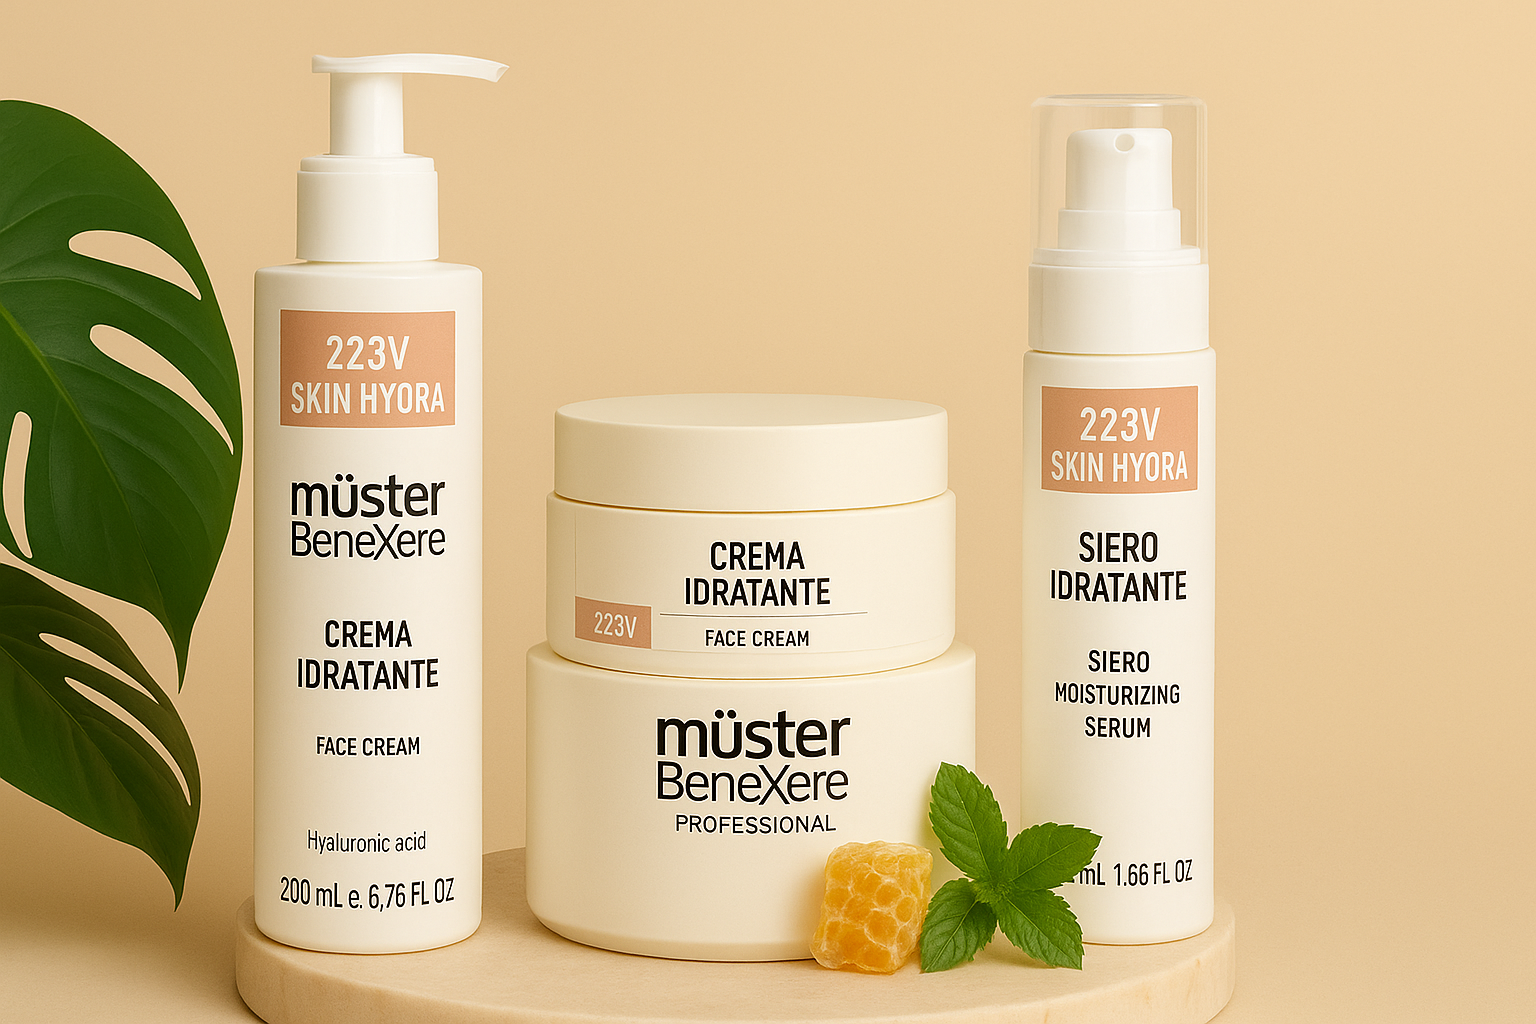 223V
SKIN HYORA
müster
BeneXere
CREMA
IDRATANTE
FACE CREAM
Hyaluronic acid
200 mL e. 6,76 FL OZ
CREMA
IDRATANTE
223V
FACE CREAM
müster
BeneXere
PROFESSIONAL
223V
SKIN HYORA
SIERO
IDRATANTE
SIERO
MOISTURIZING
SERUM
mL 1.66 FL OZ